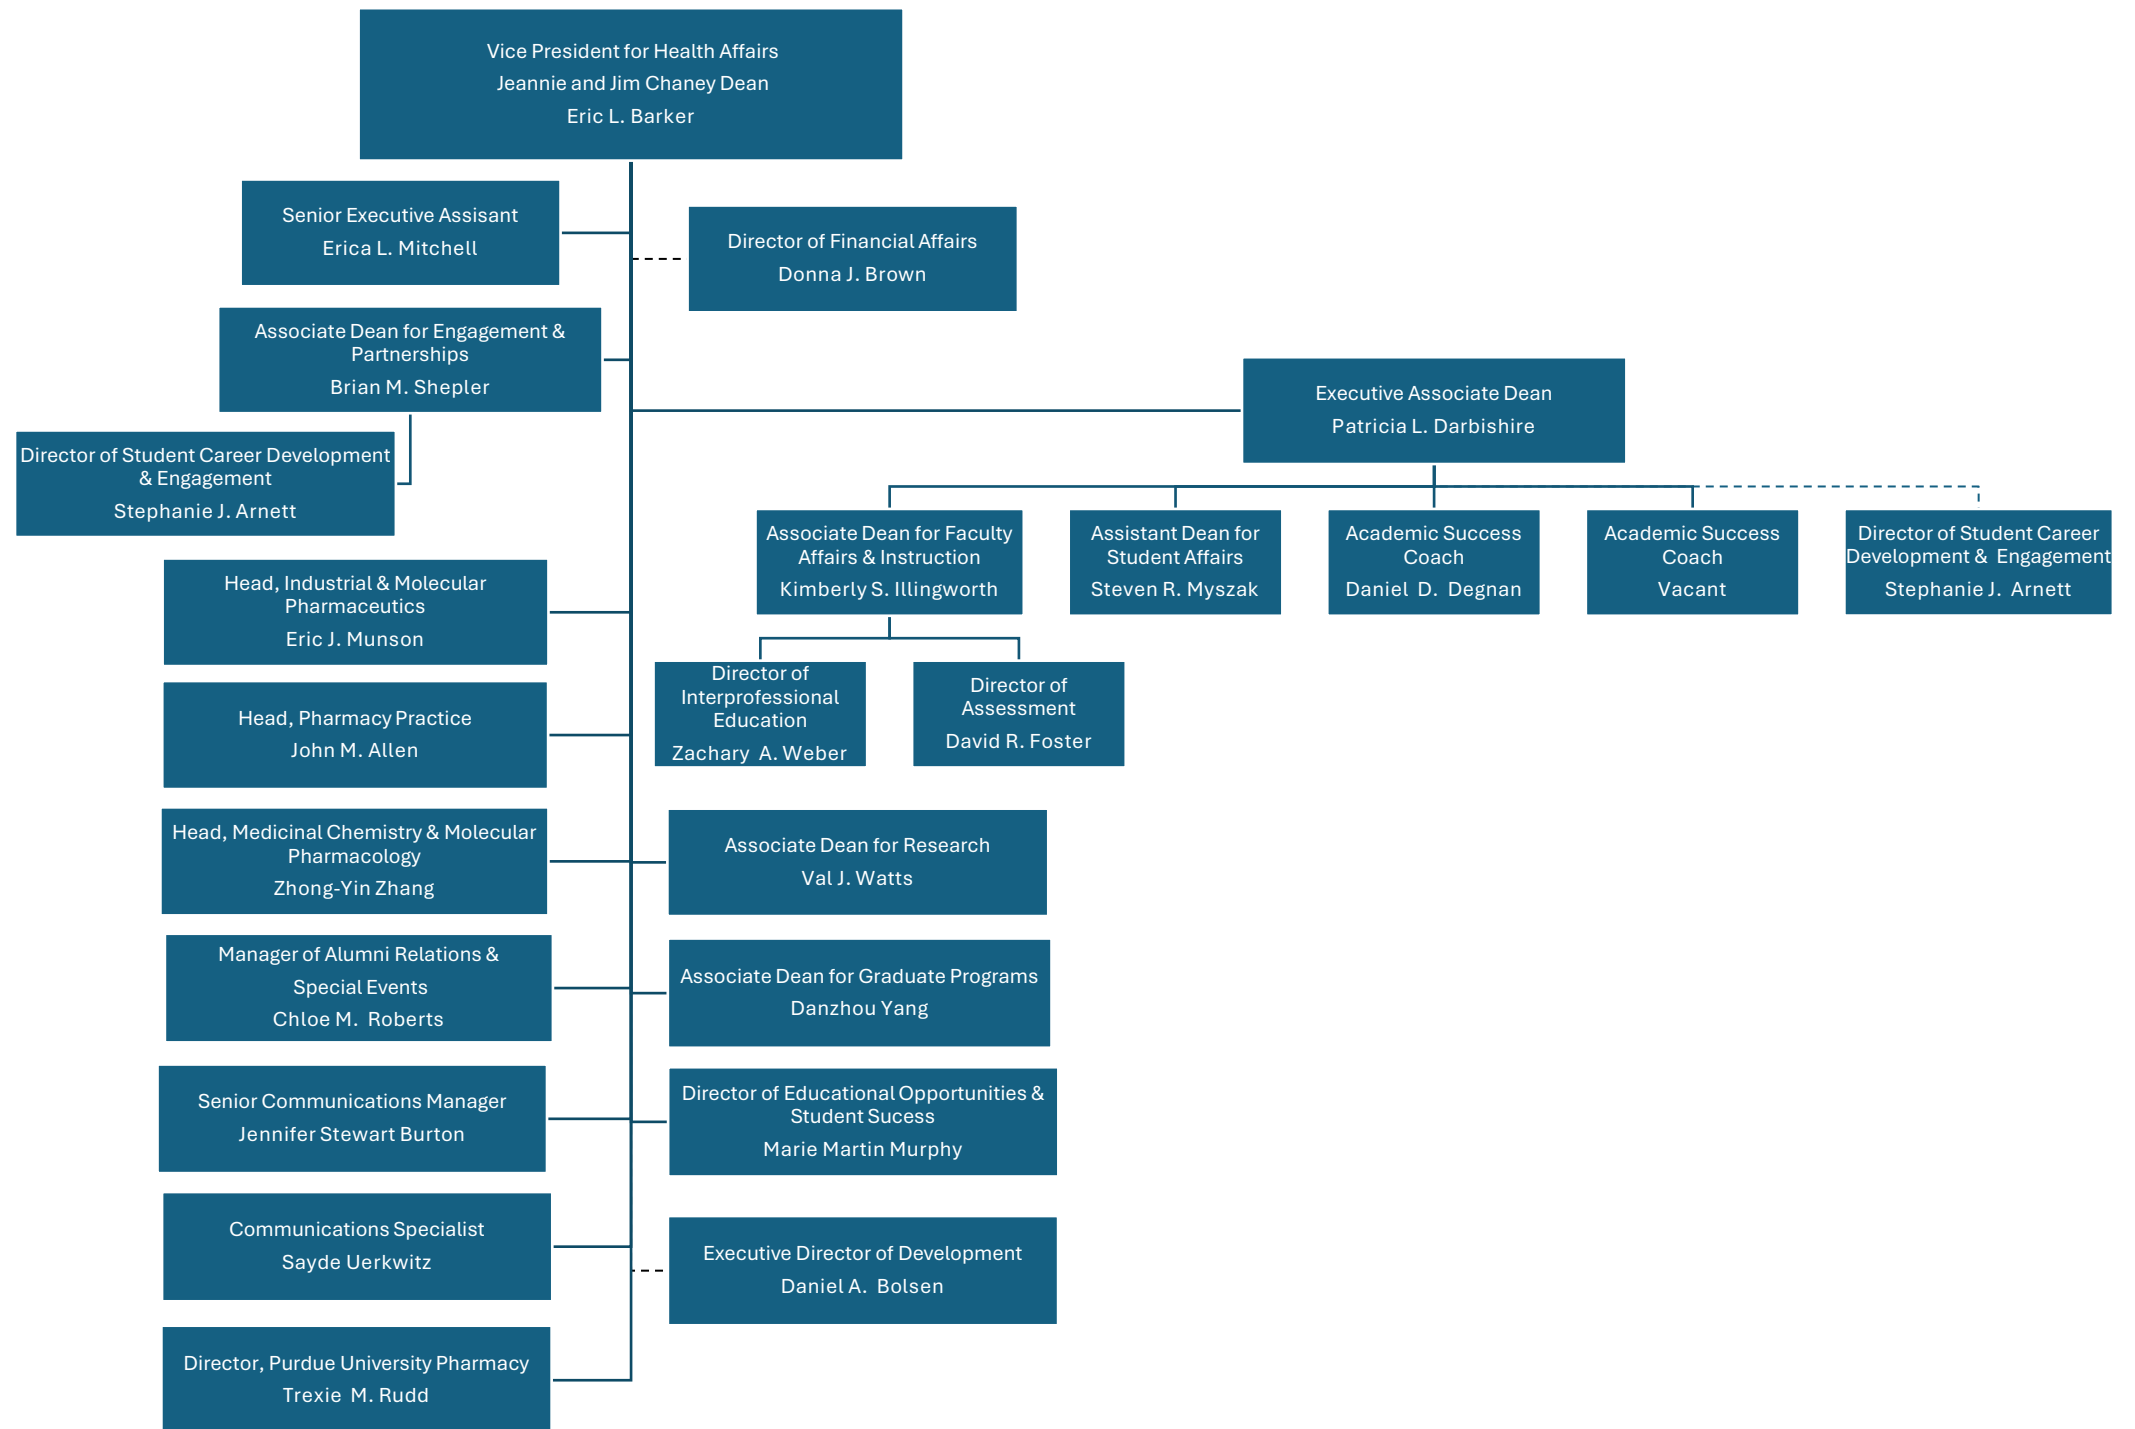 Vice President for Health Affairs
Jeannie and Jim Chaney Dean
Eric L. Barker
Senior Executive Assisant
Erica L. Mitchell
Director of Financial Affairs
Donna J. Brown
Associate Dean for Engagement &
Partnerships
Brian M. Shepler
Executive Associate Dean
Patricia L. Darbishire
Director of Student Career Development
& Engagement
Stephanie J. Arnett
Associate Dean for Faculty
Affairs & Instruction
Kimberly S. Illingworth
Assistant Dean for
Student Affairs
Steven R. Myszak
Academic Success
Coach
Daniel D. Degnan
Academic Success
Coach
Vacant
Director of Student Career
Development & Engagement
Stephanie J. Arnett
Head, Industrial & Molecular
Pharmaceutics
Eric J. Munson
Director of
Interprofessional
Education
Zachary A. Weber
Director of
Assessment
David R. Foster
Head, Pharmacy Practice
John M. Allen
Head, Medicinal Chemistry & Molecular
Pharmacology
Zhong-Yin Zhang
Associate Dean for Research
Val J. Watts
Manager of Alumni Relations &
Special Events
Chloe M. Roberts
Associate Dean for Graduate Programs
Danzhou Yang
Senior Communications Manager
Jennifer Stewart Burton
Director of Educational Opportunities &
Student Sucess
Marie Martin Murphy
Communications Specialist
Sayde Uerkwitz
Executive Director of Development
Daniel A. Bolsen
Director, Purdue University Pharmacy
Trexie M. Rudd